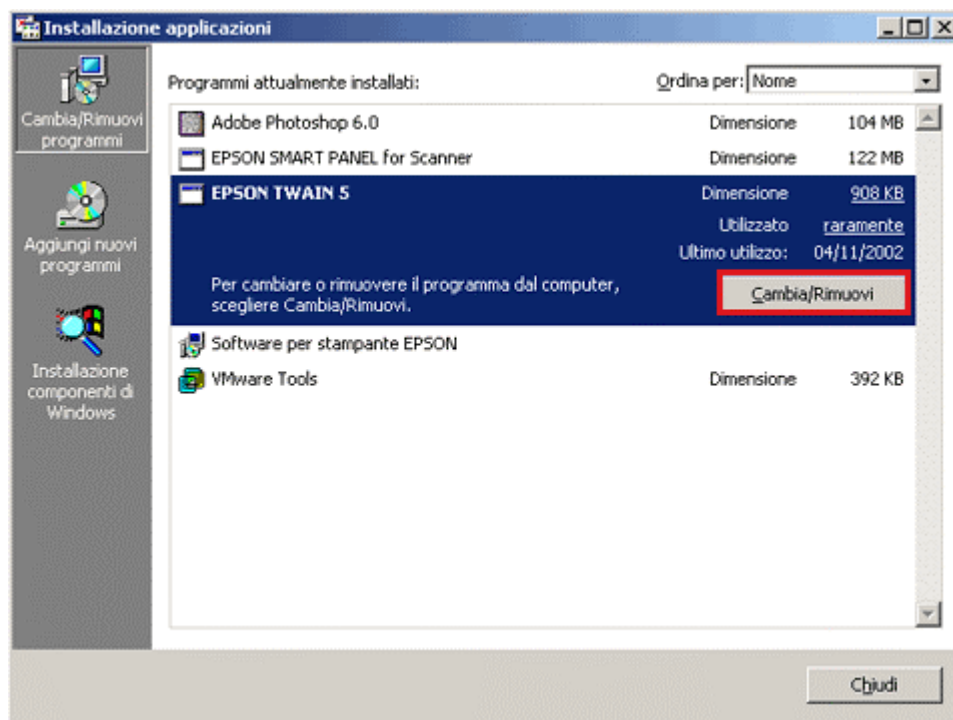 Installazione applicazioni
Cambia/Rimuovi
programmi
Aggiungi nuovi
programmi
Installazione
componenti di
Windows
Programmi attualmente installati:
Ordina per: Nome
Adobe Photoshop 6.0 Dimensione 104 MB
EPSON SMART PANEL for Scanner Dimensione 122 MB
EPSON TWAIN 5 Dimensione 908 KB
Utilizzato raramente
Ultimo utilizzo: 04/11/2002
Per cambiare o rimuovere il programma dal computer,
scegliere Cambia/Rimuovi.
Cambia/Rimuovi
Software per stampante EPSON
VMware Tools Dimensione 392 KB
Chiudi